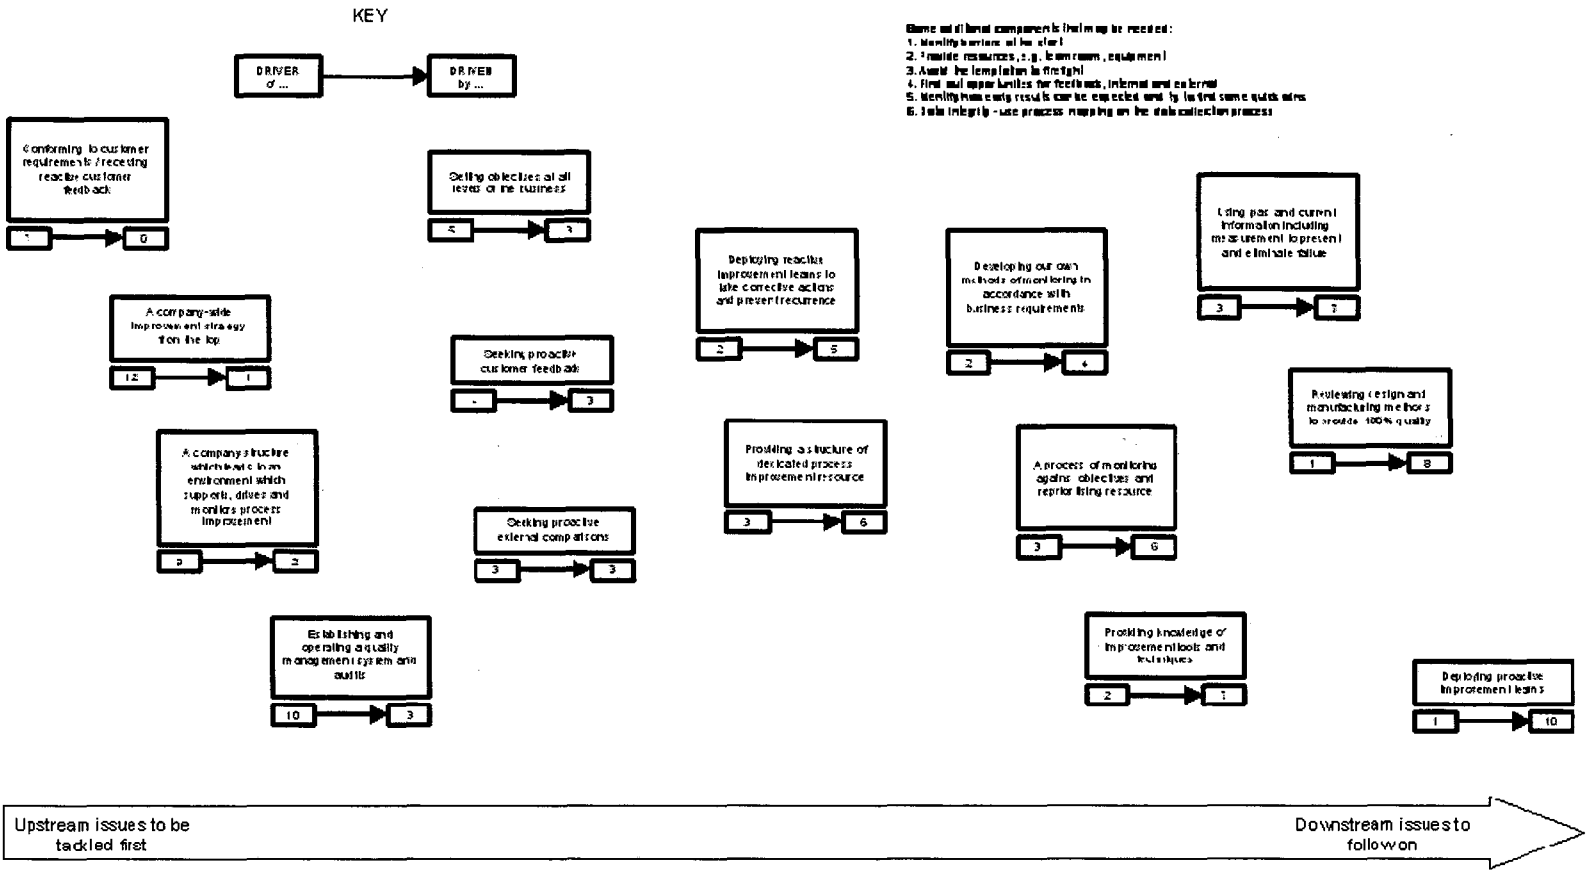 KEY
DRIVER
of ...
DRIVEN
by ...
Some additional components that may be needed:
1. Identify barriers at the start
2. Provide resources, e.g. team room, equipment
3. Avoid the temptation to firefight
4. Find out opportunities for feedback, internal and external
5. Identify how early results can be expected and try to find some quick wins
6. Data integrity - use process mapping on the data collection process
Conforming to customer
requirements / receiving
reactive customer
feedback
0
Setting objectives at all
levels of the business
5
3
Deploying reactive
improvement teams to
take corrective actions
and prevent recurrence
2
5
Developing our own
methods of monitoring in
accordance with
business requirements
2
4
Using past and current
information including
measurement to prevent
and eliminate failure
3
7
A company-wide
improvement strategy
from the top
12
1
Seeking proactive
customer feedback
3
Reviewing design and
manufacturing methods
to provide 100% quality
1
8
A company structure
which leads to an
environment which
supports, drives and
monitors process
improvement
2
Providing a structure of
dedicated process
improvement resource
3
6
A process of monitoring
against objectives and
reprioritising resource
3
6
Seeking proactive
external comparisons
3
3
Establishing and
operating a quality
management system and
audits
10
3
Providing knowledge of
improvement tools and
techniques
2
7
Deploying proactive
improvement teams
1
10
Upstream issues to be
tackled first
Downstream issues to
follow on